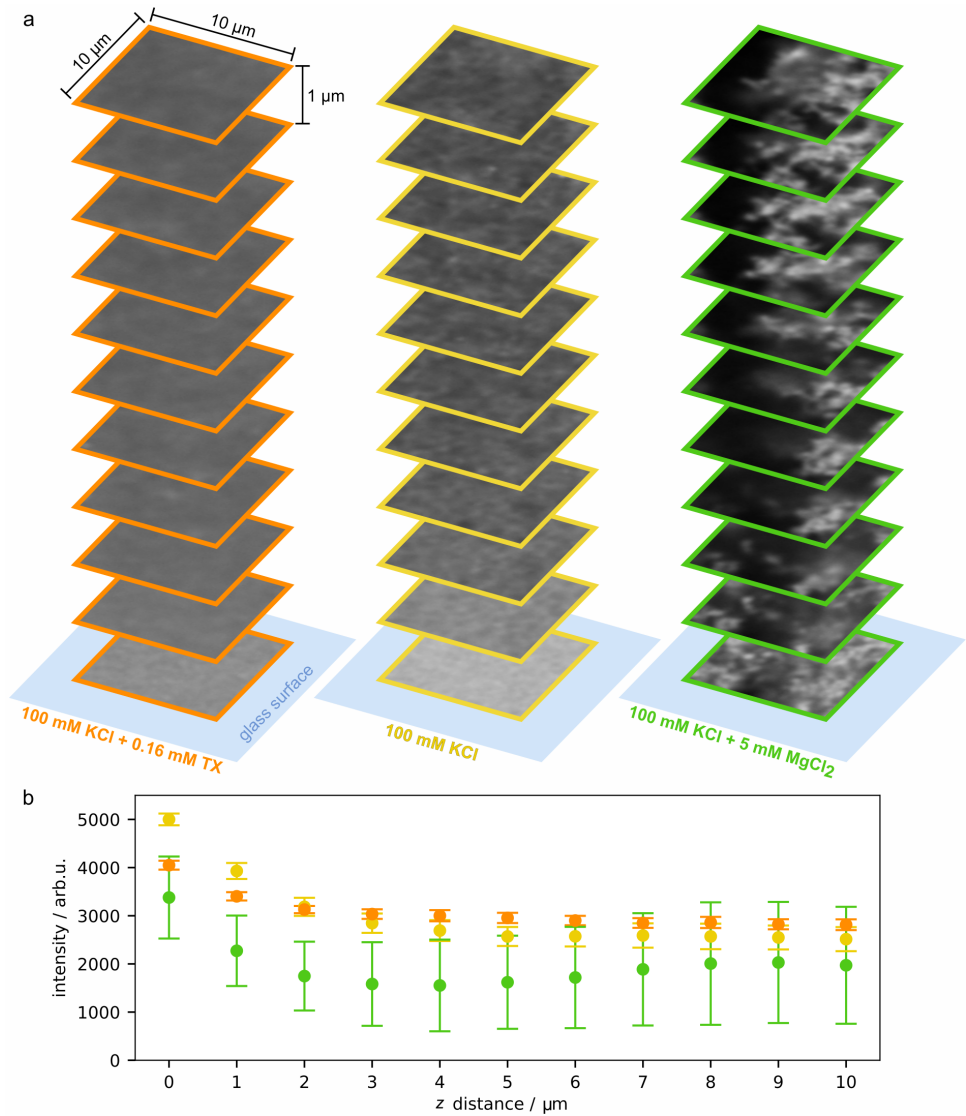 a
10 µm
10 µm
1 µm
glass surface
100 mM KCl + 0.16 mM TX
100 mM KCl
100 mM KCl + 5 mM MgCl2
b
5000
4000
3000
2000
1000
0
intensity / arb.u.
0 1 2 3 4 5 6 7 8 9 10
z distance / µm